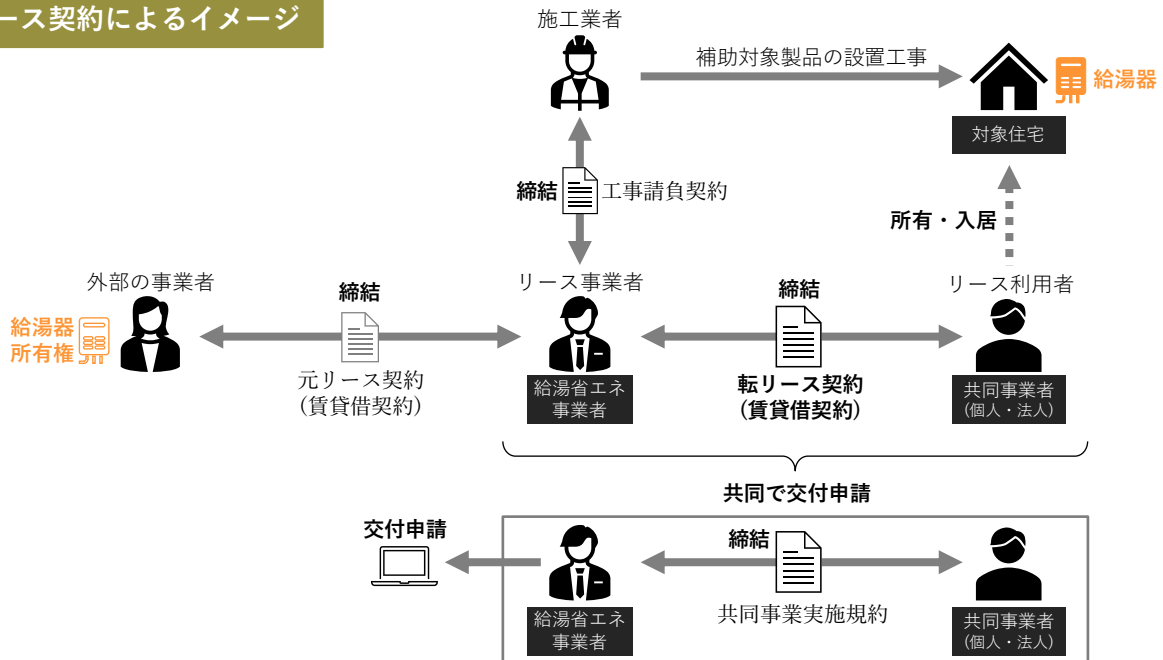 ース契約によるイメージ
施工業者
補助対象製品の設置工事
給湯器
対象住宅
締結
工事請負契約
所有・入居
外部の事業者
締結
リース事業者
締結
リース利用者
給湯器
所有権
元リース契約
(賃貸借契約)
給湯省エネ
事業者
転リース契約
(賃貸借契約)
共同事業者
(個人・法人)
共同で交付申請
交付申請
締結
給湯省エネ
事業者
共同事業実施規約
共同事業者
(個人・法人)